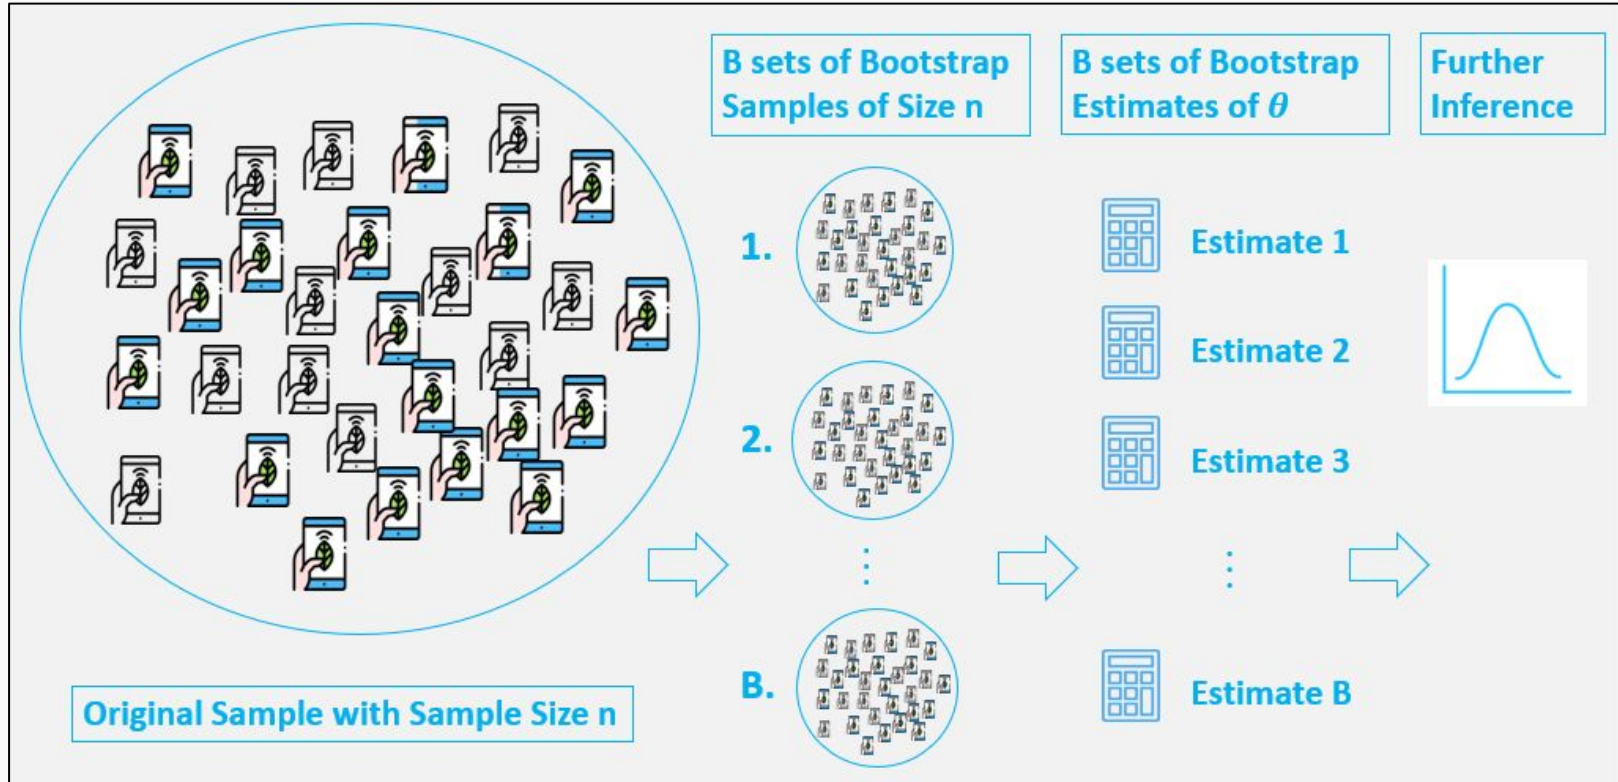 B sets of Bootstrap
Samples of Size n
B sets of Bootstrap
Estimates of θ
Further
Inference
1.
Estimate 1
Estimate 2
2.
Estimate 3
⋮
⋮
B.
Estimate B
Original Sample with Sample Size n